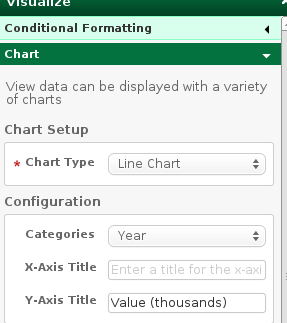 Visualize
Conditional Formatting
Chart
View data can be displayed with a variety
of charts
Chart Setup
* Chart Type Line Chart
Configuration
Categories Year
X-Axis Title Enter a title for the x-axi
Y-Axis Title Value (thousands)